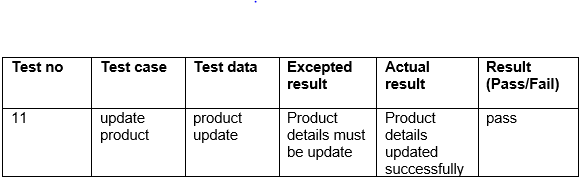 Test no Test case Test data Excepted result Actual result Result (Pass/Fail)
11 update product product update Product details must be update Product details updated successfully pass